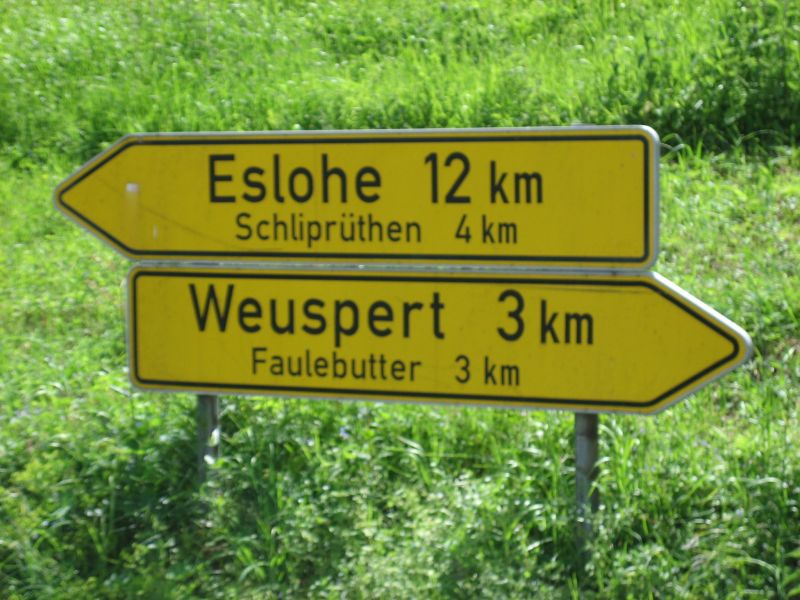 Eslohe 12 km
Schliprüthen 4 km
Weuspert 3 km
Faulebutter 3 km